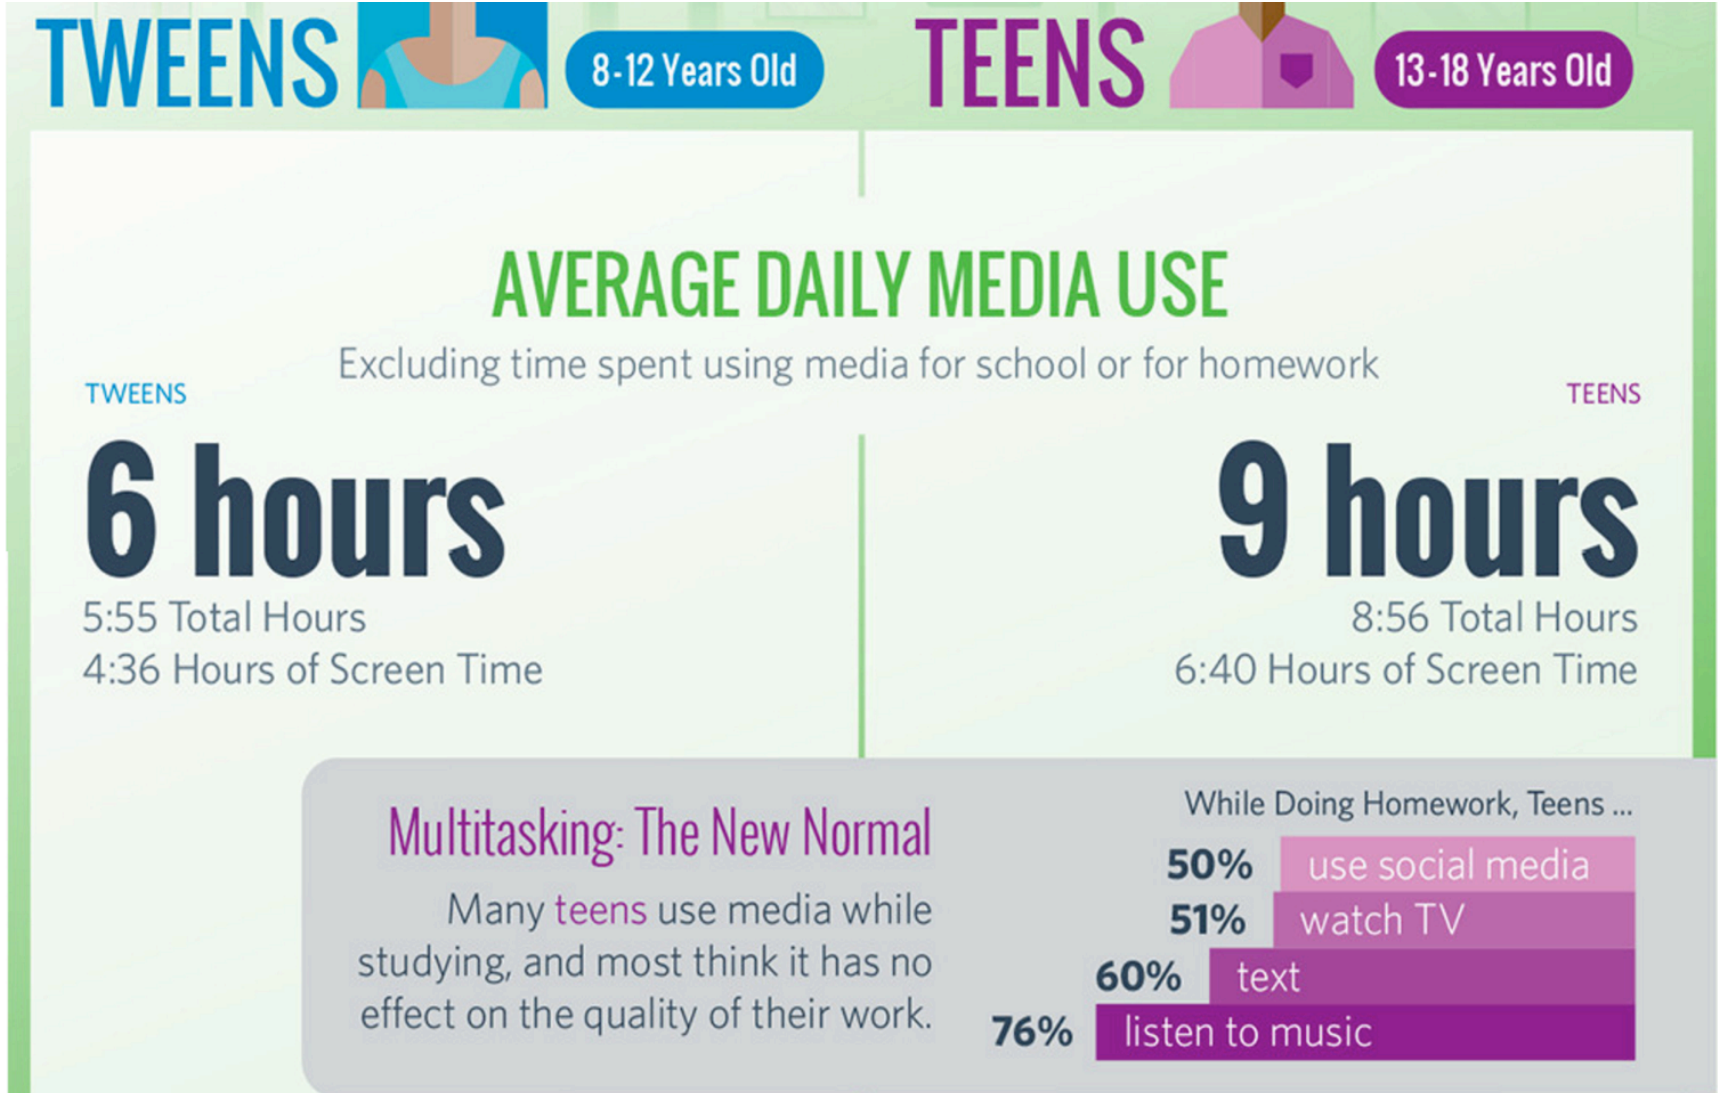 TWEENS
8-12 Years Old
TEENS
13-18 Years Old
AVERAGE DAILY MEDIA USE
Excluding time spent using media for school or for homework
TWEENS
6 hours
5:55 Total Hours
4:36 Hours of Screen Time
TEENS
9 hours
8:56 Total Hours
6:40 Hours of Screen Time
Multitasking: The New Normal
Many teens use media while
studying, and most think it has no
effect on the quality of their work.
While Doing Homework, Teens ...
50% use social media
51% watch TV
60% text
76% listen to music